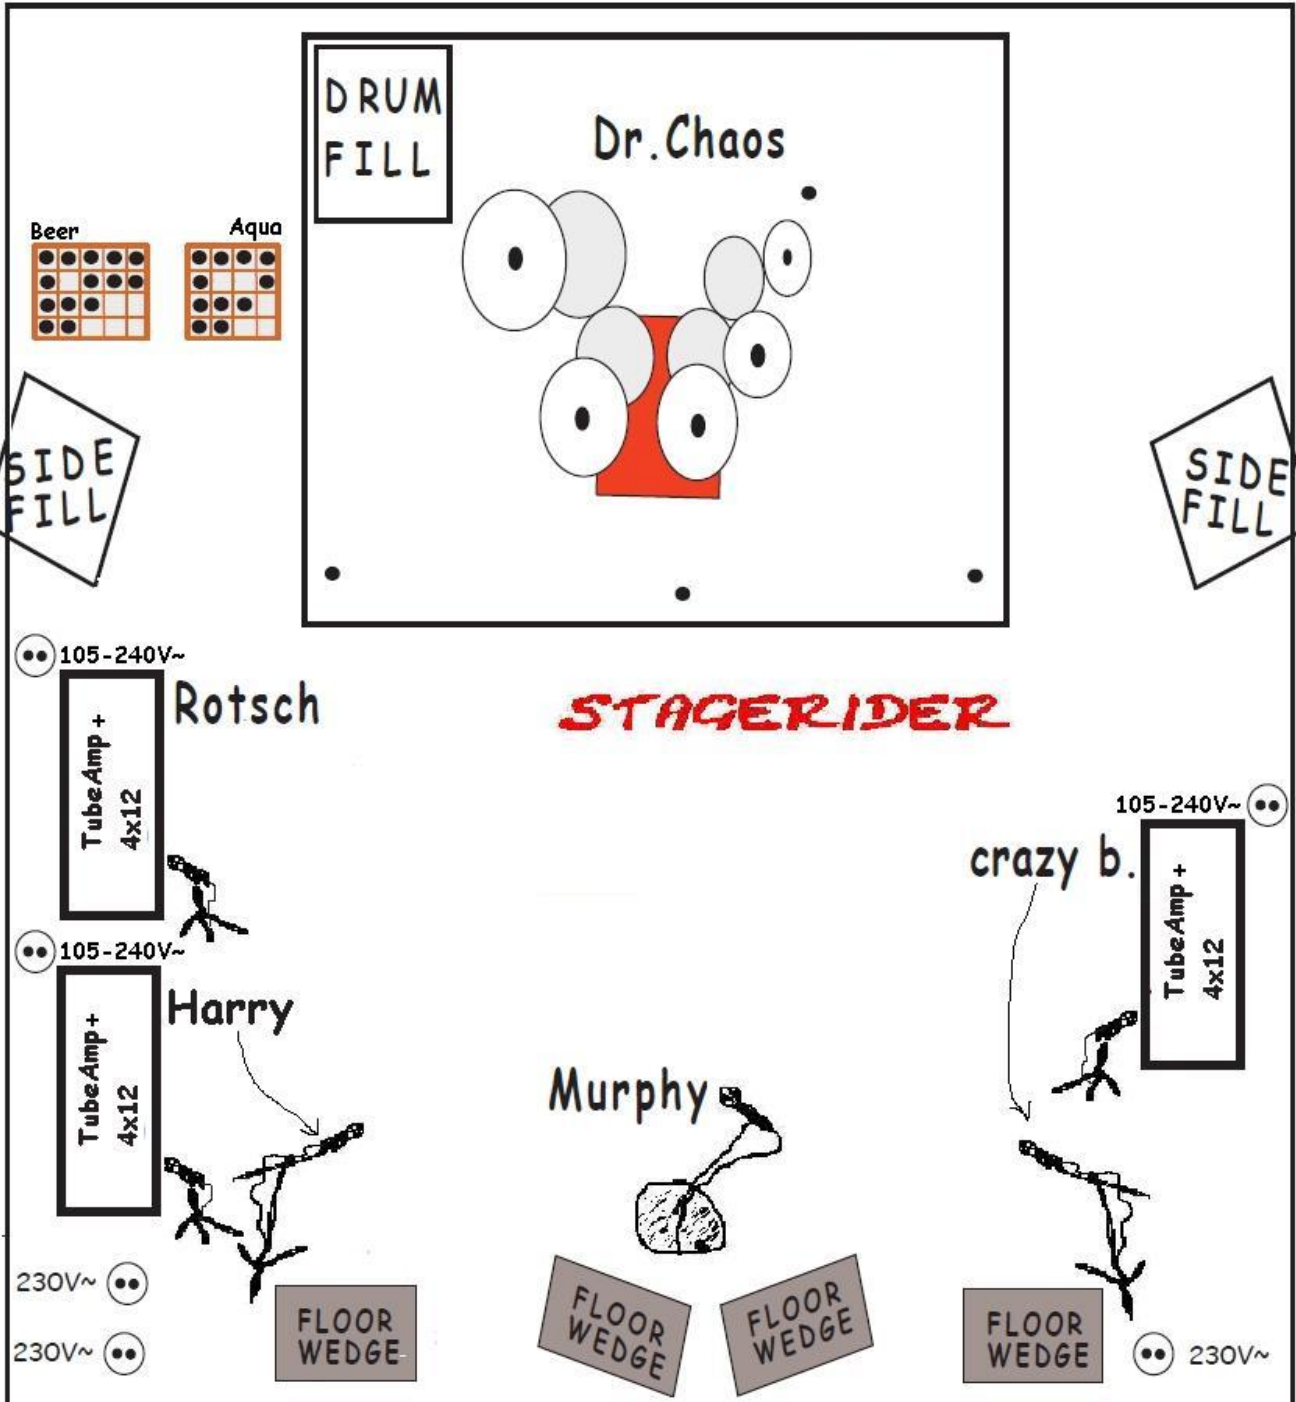 DRUM
FILL
Dr.Chaos
Beer
Aqua
SIDE
FILL
SIDE
FILL
105-240V~
Rotsch
TubeAmp +
4x12
STAGERIDER
105-240V~
crazy b.
TubeAmp +
4x12
105-240V~
Harry
TubeAmp+
4x12
Murphy
230V~
230V~
FLOOR
WEDGE
FLOOR
WEDGE
FLOOR
WEDGE
FLOOR
WEDGE
230V~